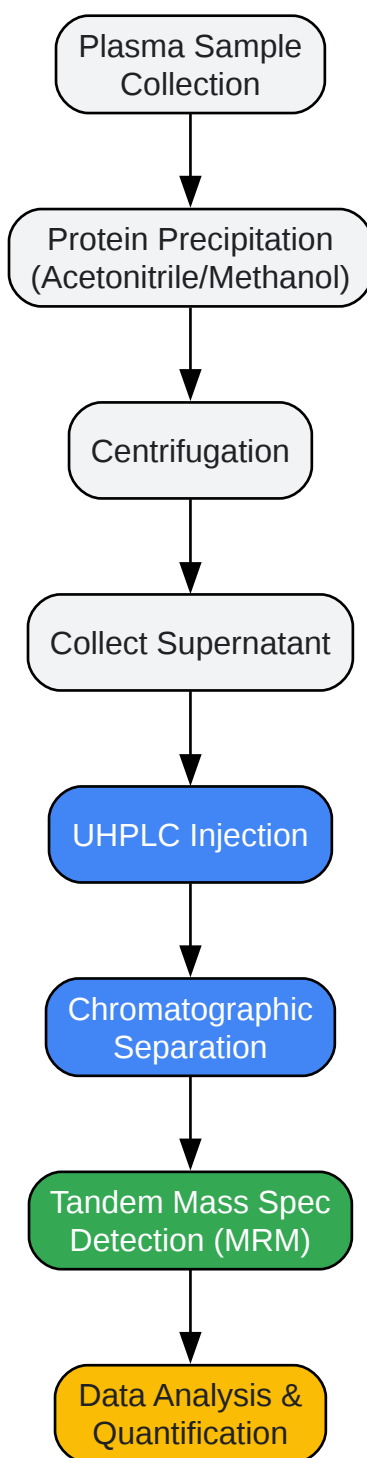 Plasma Sample
Collection
Protein Precipitation
(Acetonitrile/Methanol)
Centrifugation
Collect Supernatant
UHPLC Injection
Chromatographic
Separation
Tandem Mass Spec
Detection (MRM)
Data Analysis &
Quantification